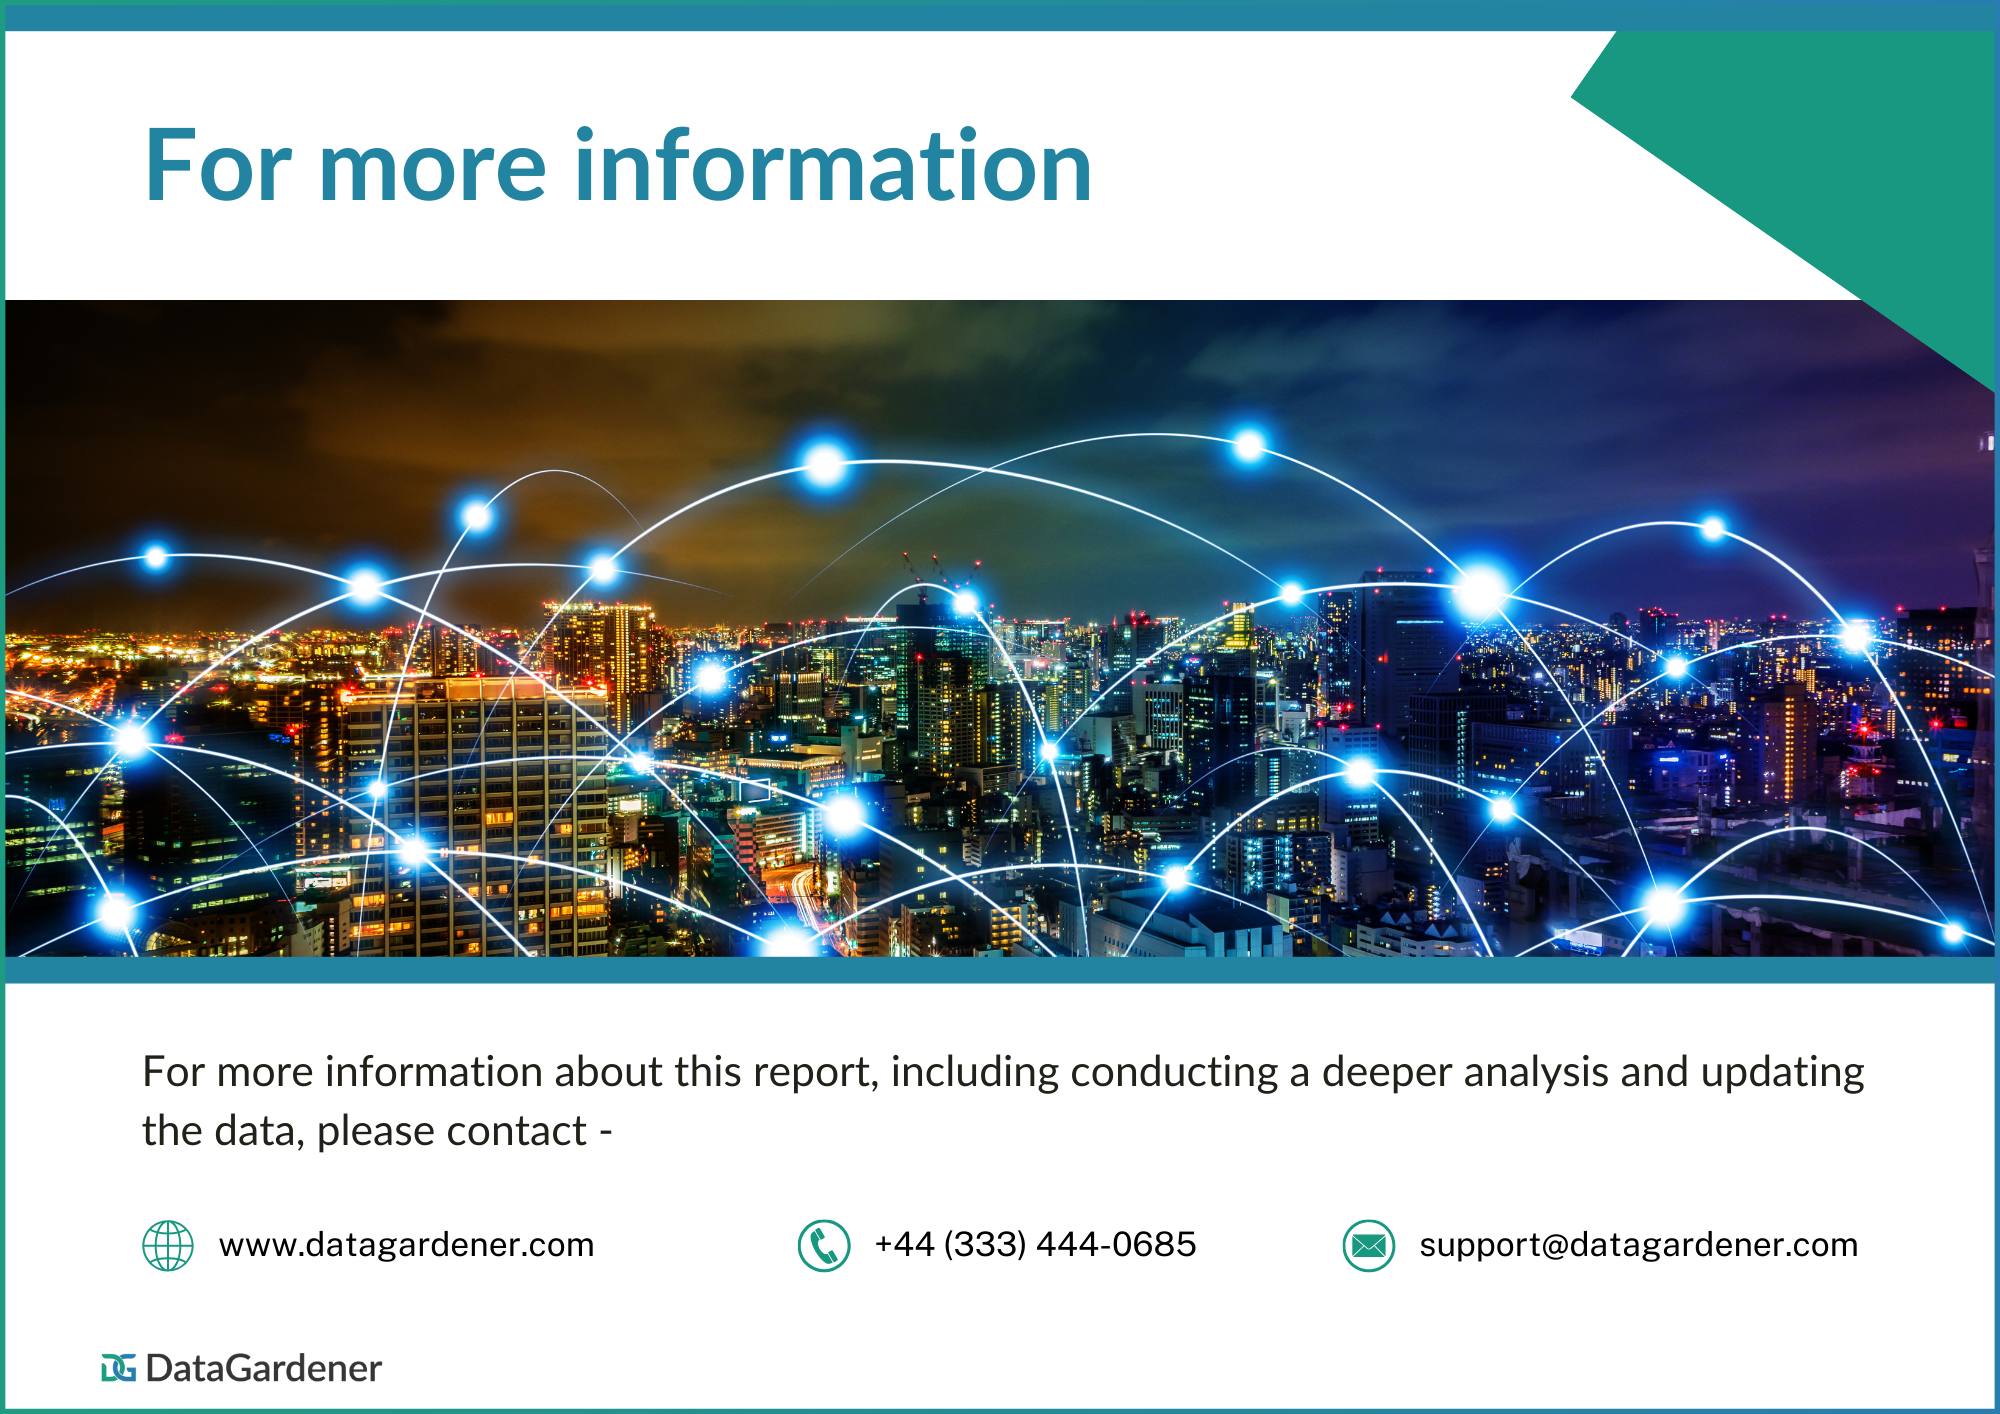 For more information
For more information about this report, including conducting a deeper analysis and updating
the data, please contact -
www.datagardener.com
+44 (333) 444-0685
support@datagardener.com
DataGardener